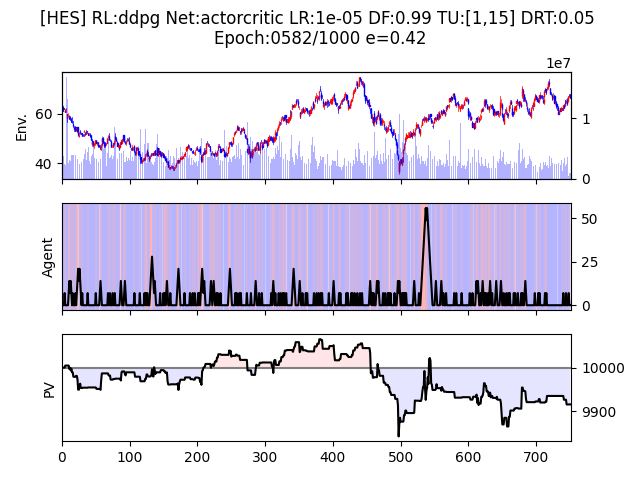 [HES] RL:ddpg Net:actorcritic LR:1e-05 DF:0.99 TU:[1,15] DRT:0.05
Epoch:0582/1000 e=0.42
1e7
Env.
60
40
1
0
Agent
50
25
0
PV
10000
9900
0 100 200 300 400 500 600 700